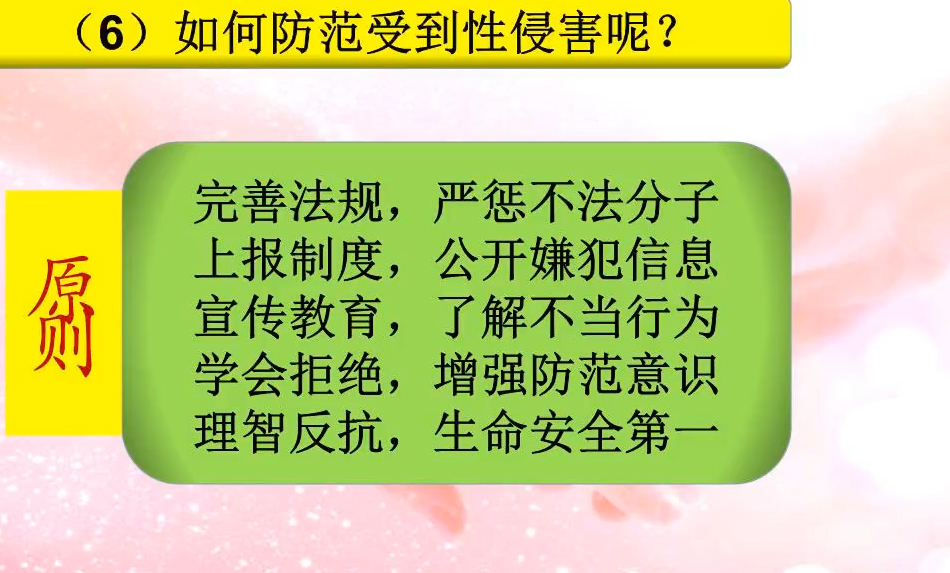 （6）如何防范受到性侵害呢？
原则
完善法规，严惩不法分子
上报制度，公开嫌犯信息
宣传教育，了解不当行为
学会拒绝，增强防范意识
理智反抗，生命安全第一